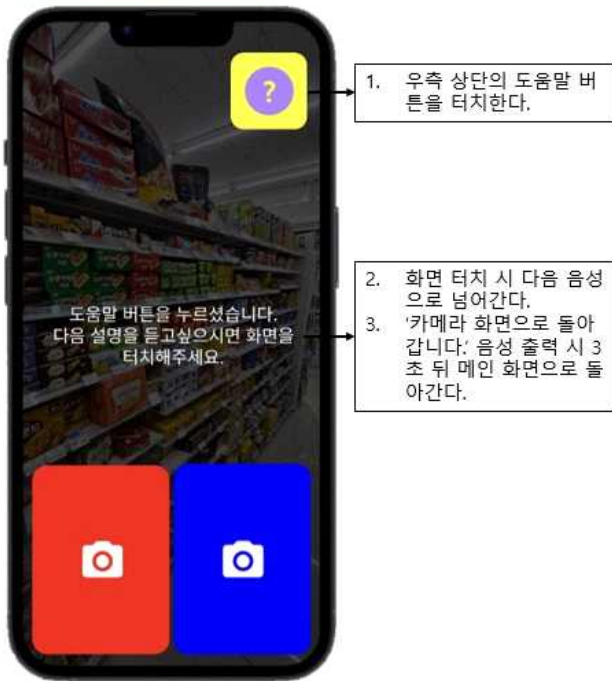 ?
1. 우측 상단의 도움말 버
튼을 터치한다.
도움말 버튼을 누르셨습니다.
다음 설명을 듣고싶으시면 화면을
터치해주세요.
2. 화면 터치 시 다음 음성
으로 넘어간다.
3. '카메라 화면으로 돌아
갑니다.' 음성 출력 시 3
초 뒤 메인 화면으로 돌
아간다.